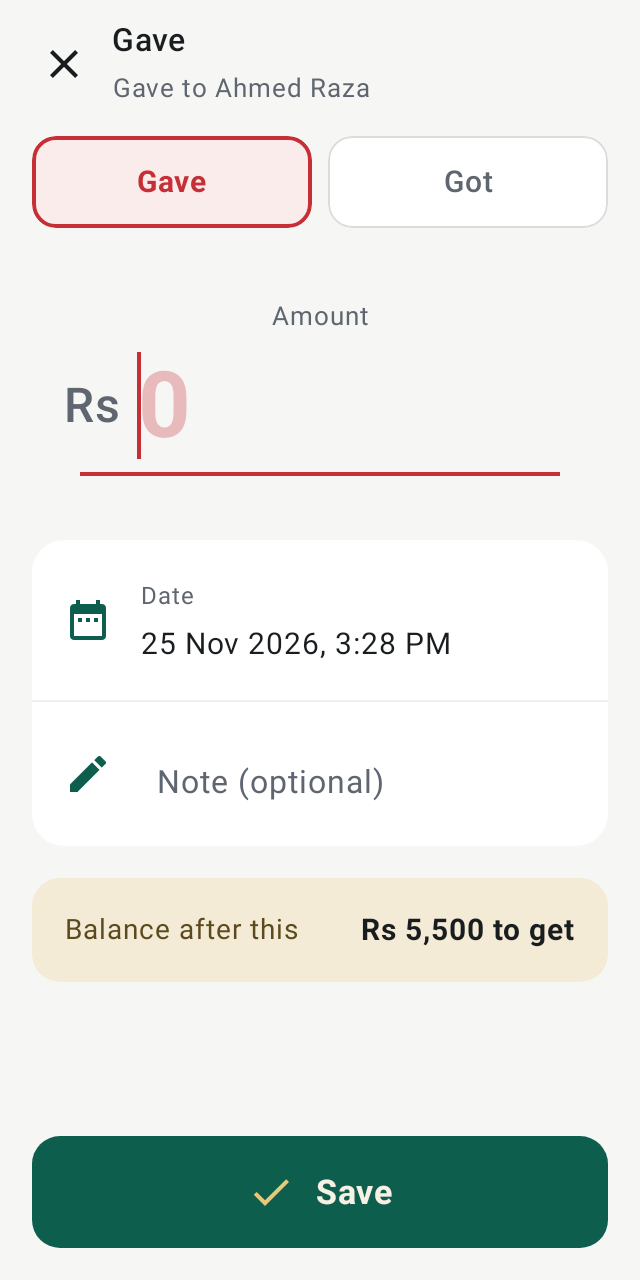 Gave
Gave to Ahmed Raza
Gave
Got
Amount
Rs 0
Date
25 Nov 2026, 3:28 PM
Note (optional)
Balance after this Rs 5,500 to get
Save